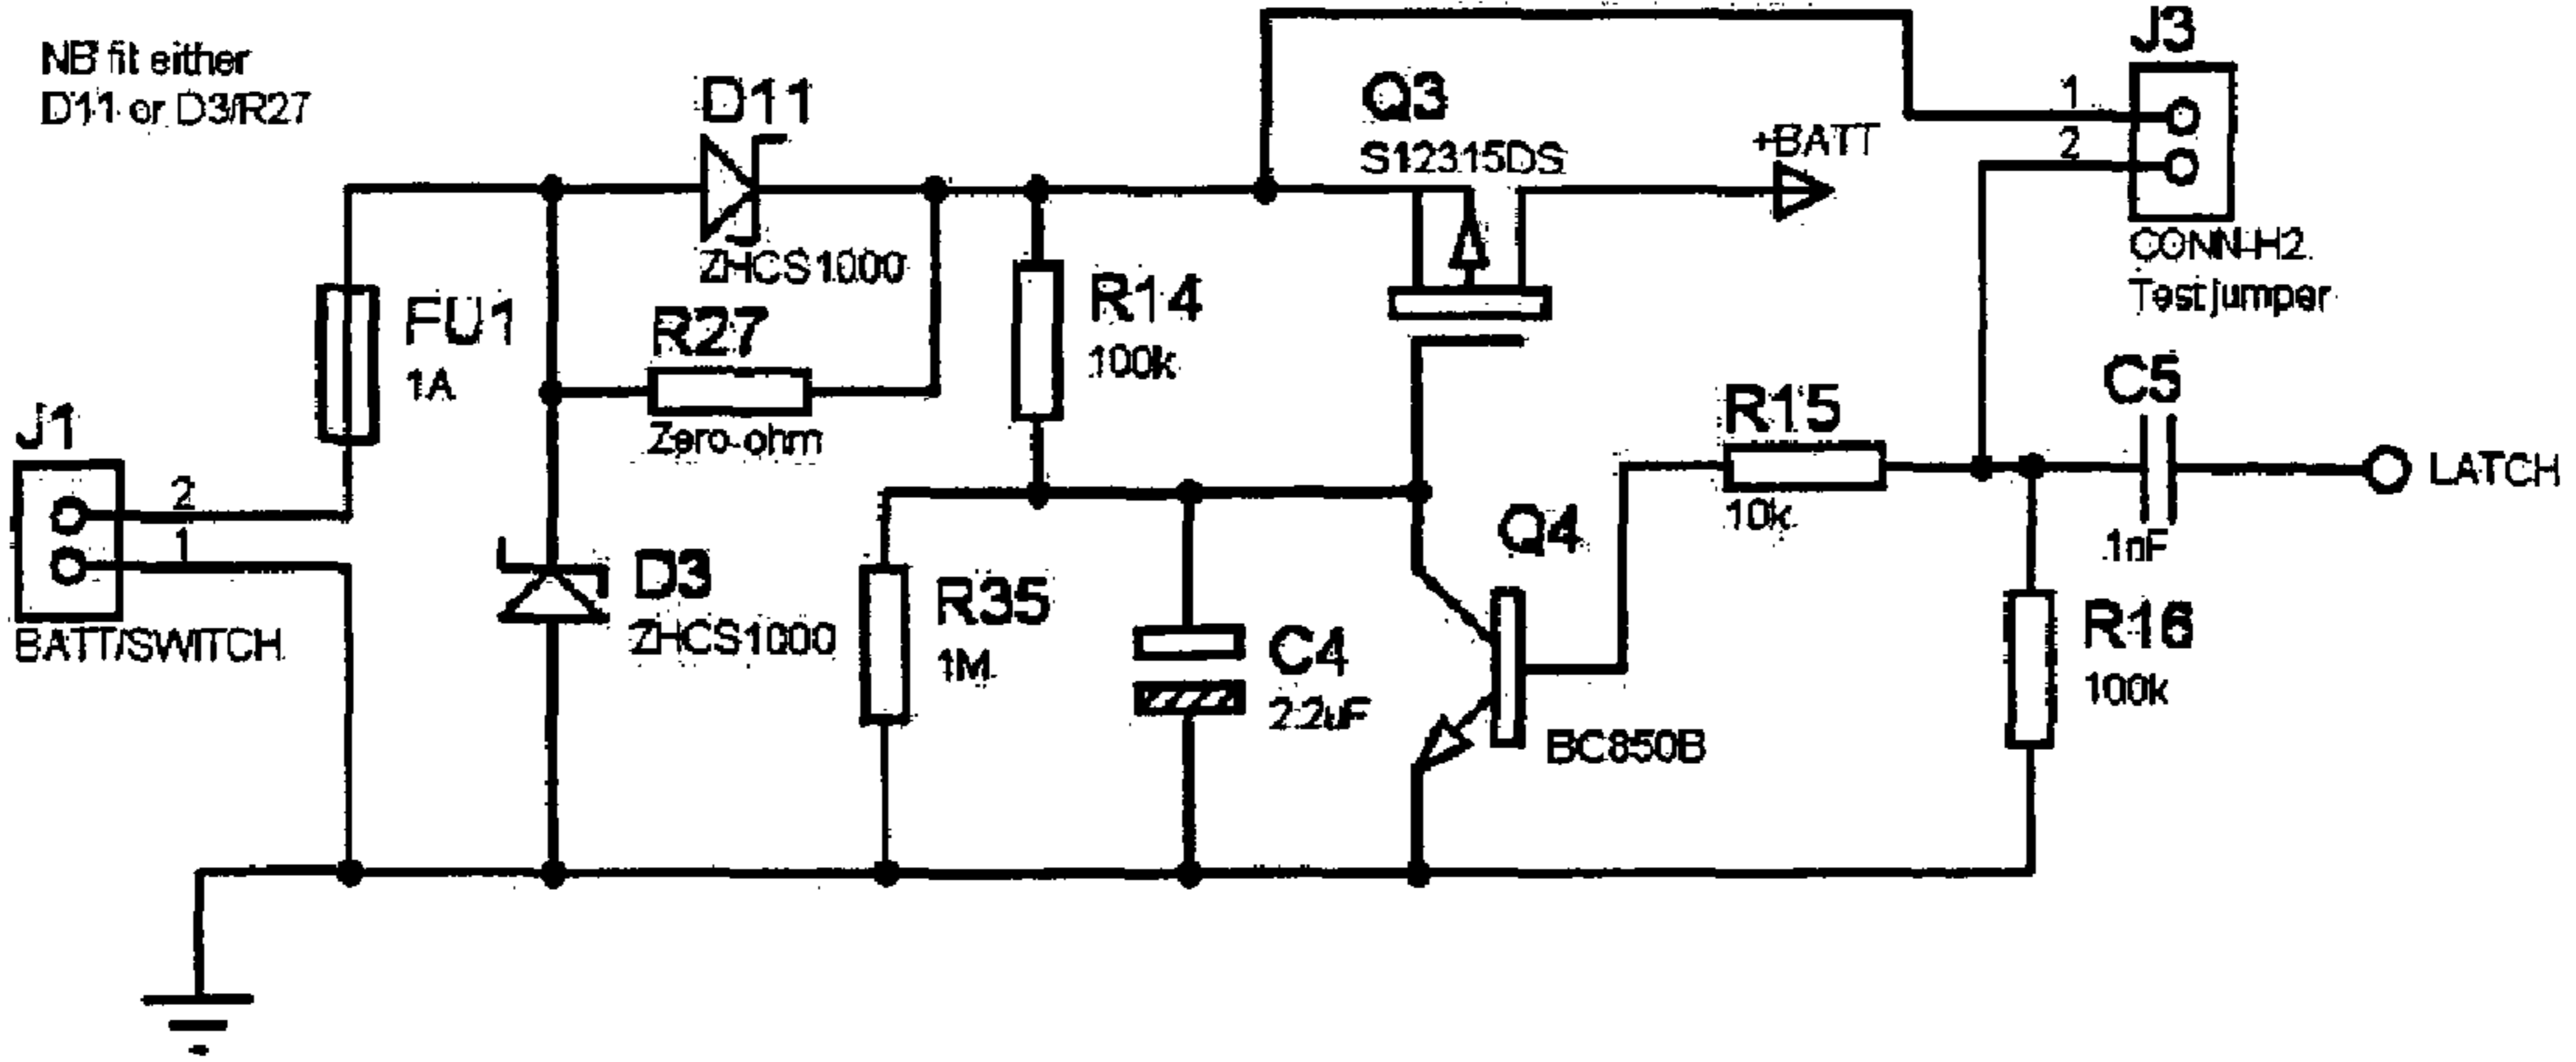 NB fit either
D11 or D3/R27
D11
ZHCS1000
Q3
S12315DS
+BATT
J3
1
2
CONN-H2
Test jumper
FU1
1A
R27
Zero-ohm
R14
100k
J1
2
1
BATT/SWITCH
D3
ZHCS1000
R35
1M
C4
Q4
BC850B
R15
10k
C5
1nF
LATCH
R16
100k